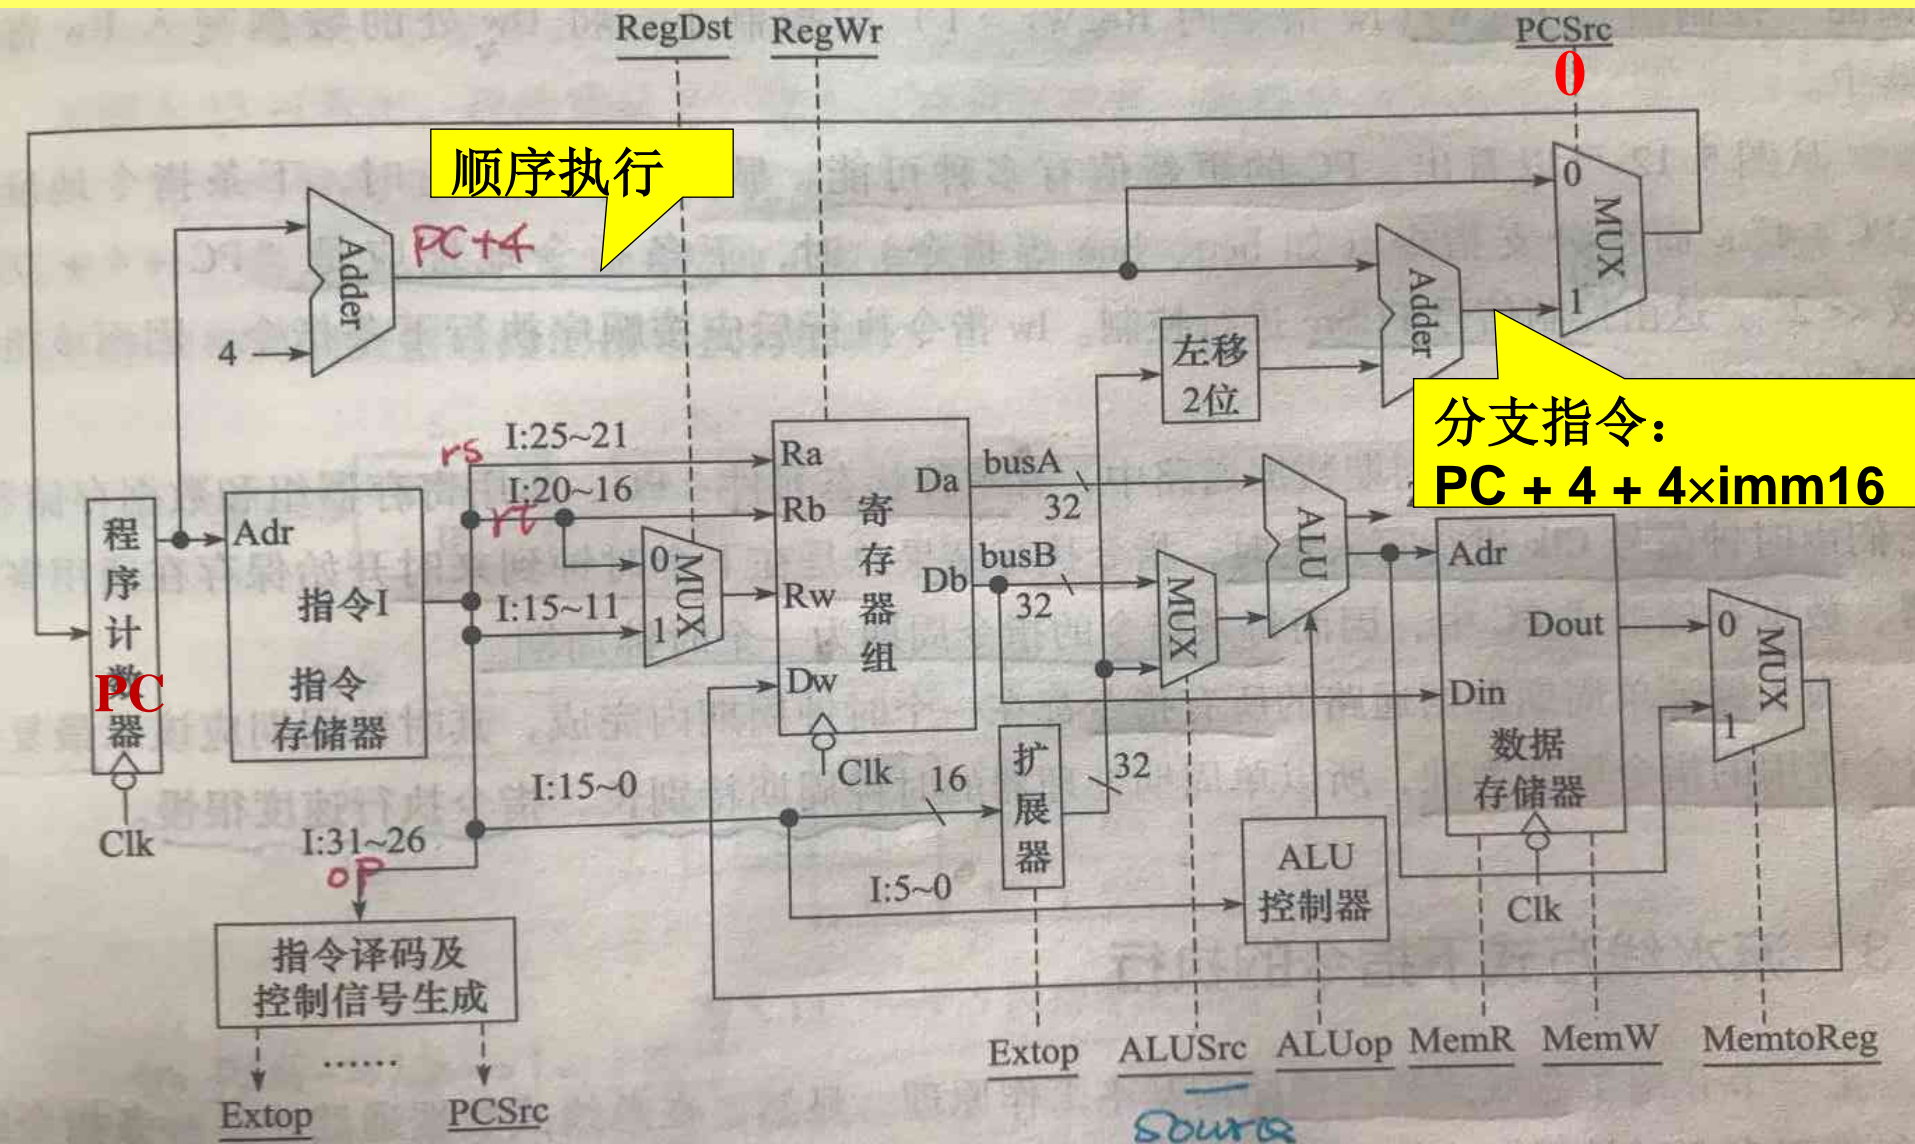 RegDst RegWr PCSrc
0
顺序执行
PC+4
0
MUX
1
Adder
4
Adder
左移
2位
分支指令：
PC + 4 + 4×imm16
rs
I:25~21
I:20~16
rt
I:15~11
0
MUX
1
Ra
Rb
Rw
Dw
寄存器组
Da
Db
Clk
busA
32
busB
32
MUX
ALU
程序计数器
PC
Clk
Adr
指令I
指令
存储器
Adr
Dout
Din
数据
存储器
Clk
0
MUX
1
I:15~0
16
扩展器
32
I:31~26
op
I:5~0
ALU
控制器
指令译码及
控制信号生成
……
Extop PCSrc
Extop ALUSrc ALUop MemR MemW MemtoReg
Source